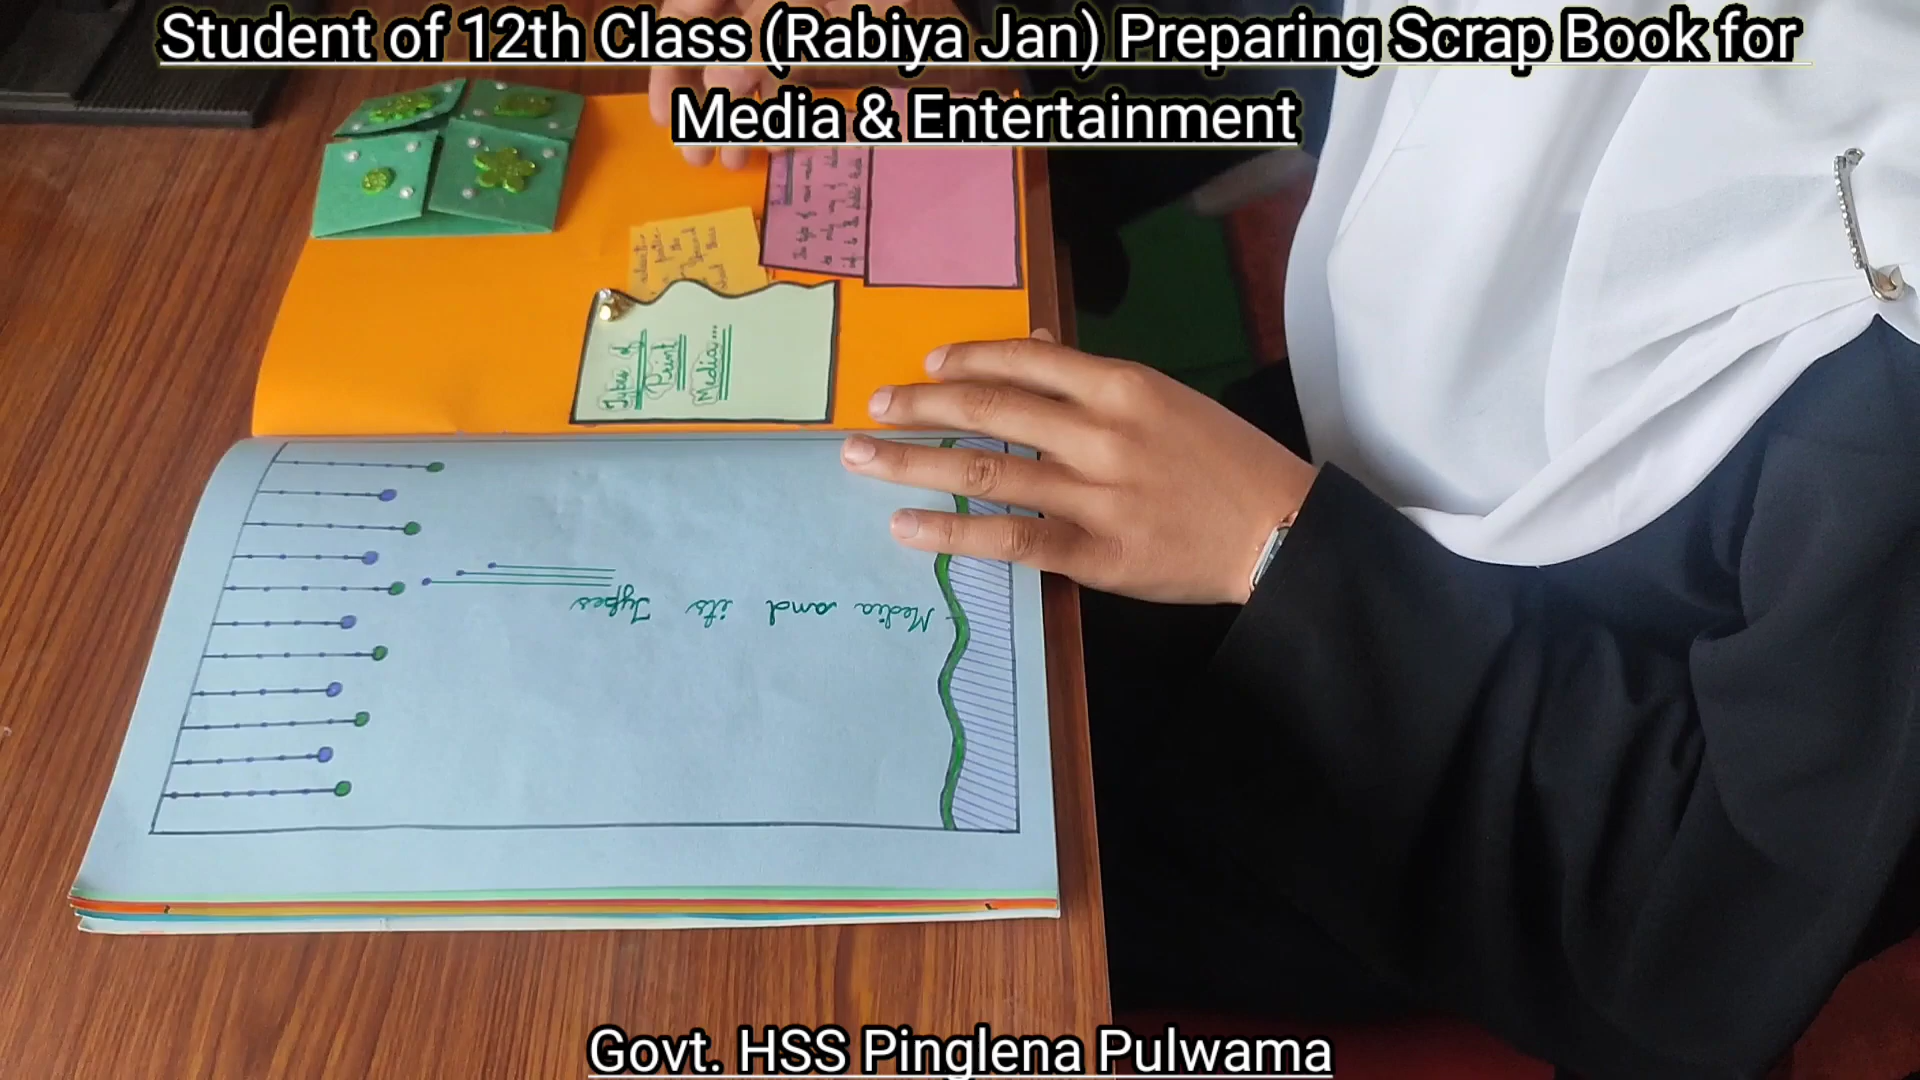 Student of 12th Class (Rabiya Jan) Preparing Scrap Book for
Media & Entertainment
Types of
Print
Media...
Media and its Types
Govt. HSS Pinglena Pulwama